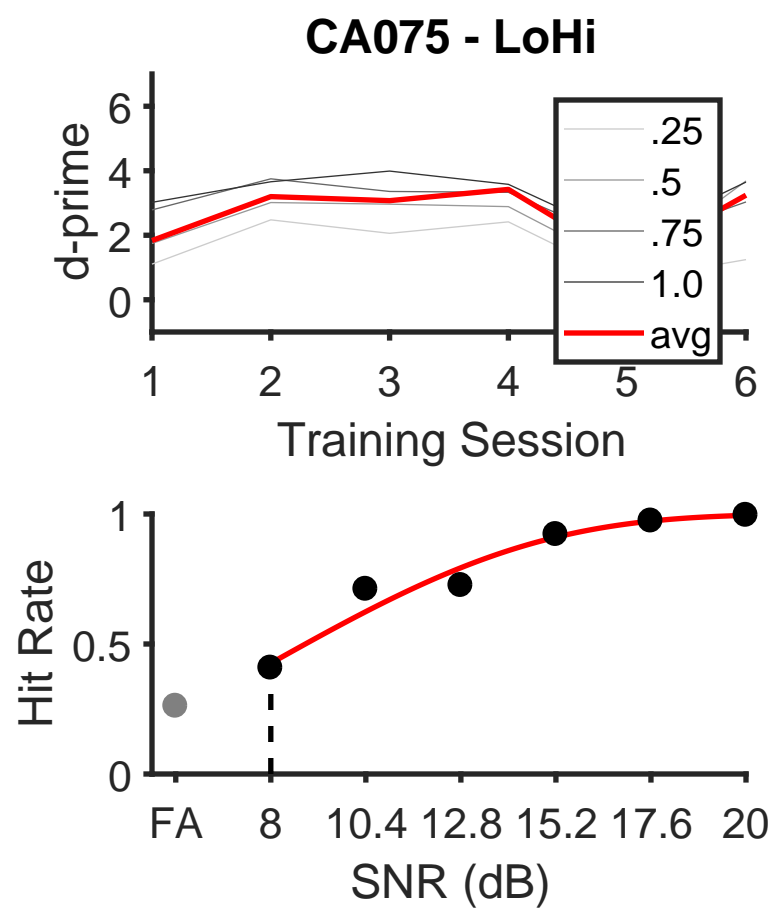 CA075 - LoHi
d-prime
6
4
2
0
.25
.5
.75
1.0
avg
1 2 3 4 5 6
Training Session
Hit Rate
1
0.5
0
FA 8 10.4 12.8 15.2 17.6 20
SNR (dB)